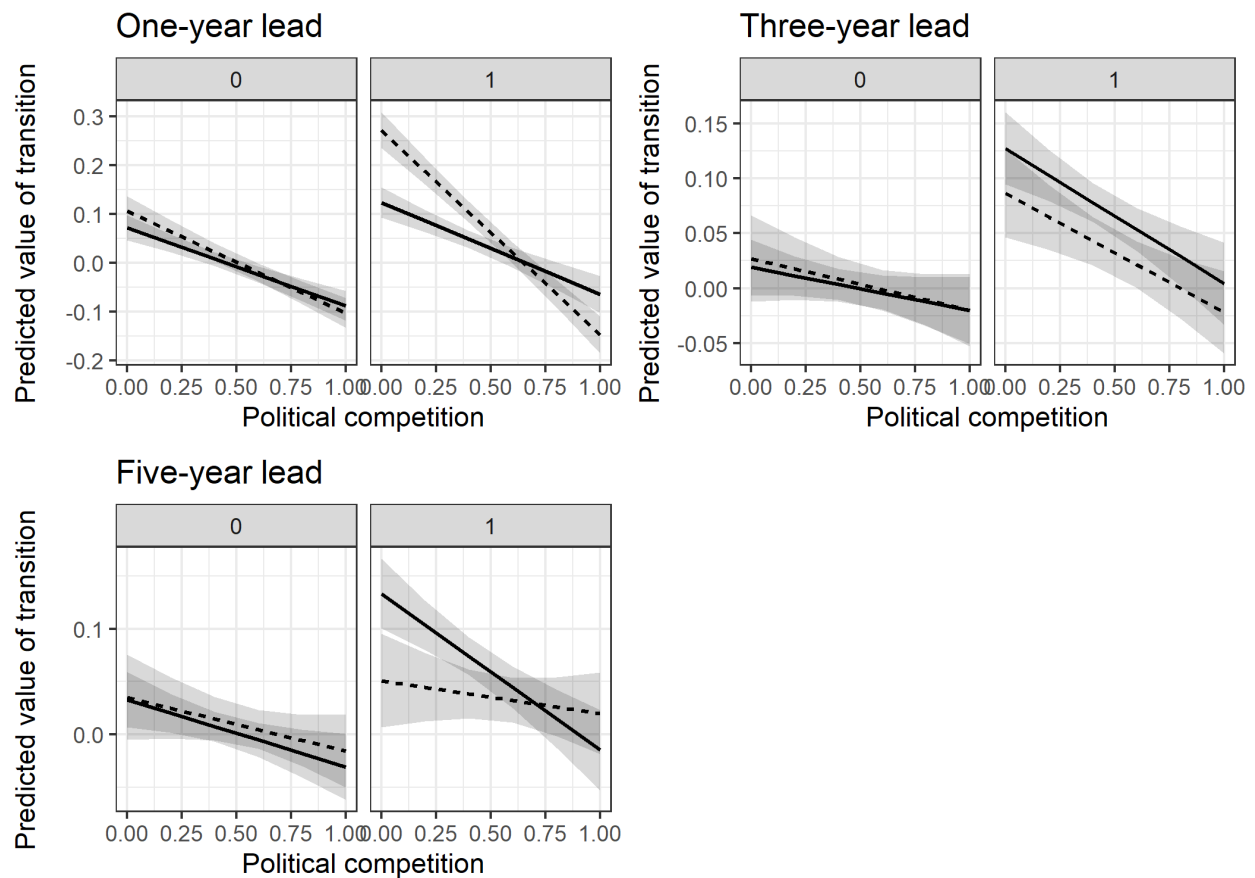 One-year lead
0 1
Predicted value of transition
0.3
0.2
0.1
0.0
-0.1
-0.2
0.00 0.25 0.50 0.75 1.00 0.00 0.25 0.50 0.75 1.00
Political competition
Three-year lead
0 1
Predicted value of transition
0.15
0.10
0.05
0.00
-0.05
0.00 0.25 0.50 0.75 1.00 0.00 0.25 0.50 0.75 1.00
Political competition
Five-year lead
0 1
Predicted value of transition
0.1
0.0
0.00 0.25 0.50 0.75 1.00 0.00 0.25 0.50 0.75 1.00
Political competition